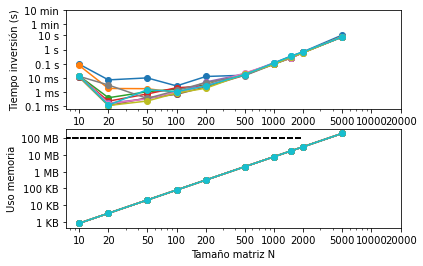 Tiempo inversión (s)
10 min
1 min
10 s
1 s
0.1 s
10 ms
1 ms
0.1 ms
10 20 50 100 200 500 1000 2000 5000 10000 20000
Uso memoria
100 MB
10 MB
1 MB
100 KB
10 KB
1 KB
10 20 50 100 200 500 1000 2000 5000 10000 20000
Tamaño matriz N